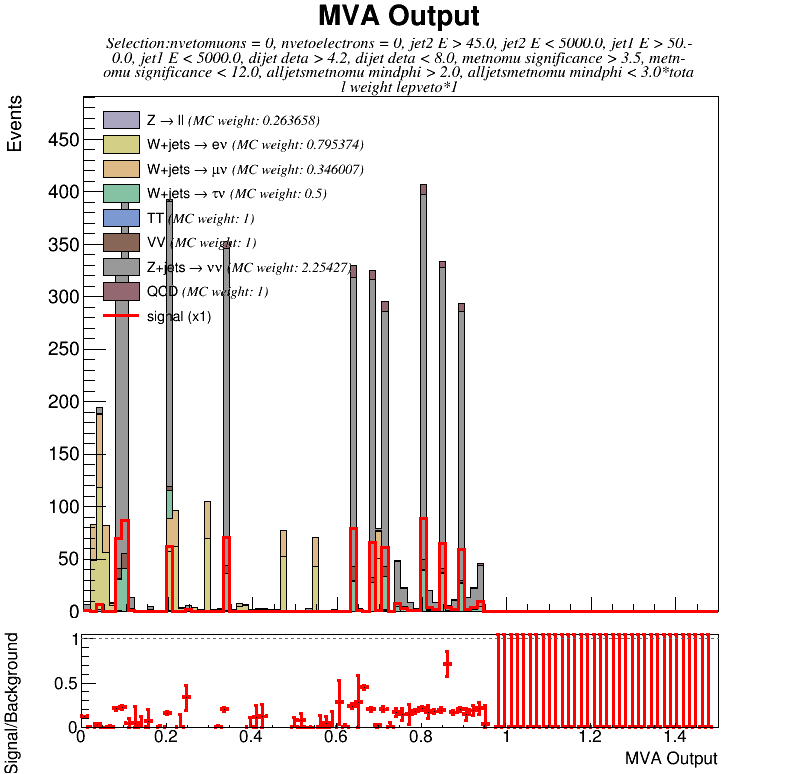 MVA Output
Selection:nvetomuons = 0, nvetoelectrons = 0, jet2 E > 45.0, jet2 E < 5000.0, jet1 E > 50.-
0.0, jet1 E < 5000.0, dijet deta > 4.2, dijet deta < 8.0, metnomu significance > 3.5, metn-
omu significance < 12.0, alljetsmetnomu mindphi > 2.0, alljetsmetnomu mindphi < 3.0*tota
l weight lepveto*1
Events
Z → ll (MC weight: 0.263658)
W+jets → eν (MC weight: 0.795374)
W+jets → μν (MC weight: 0.346007)
W+jets → τν (MC weight: 0.5)
TT (MC weight: 1)
VV (MC weight: 1)
Z+jets → νν (MC weight: 2.25427)
QCD (MC weight: 1)
signal (x1)
450
400
350
300
250
200
150
100
50
0
Signal/Background
1
0.5
0
0 0.2 0.4 0.6 0.8 1 1.2 1.4
MVA Output